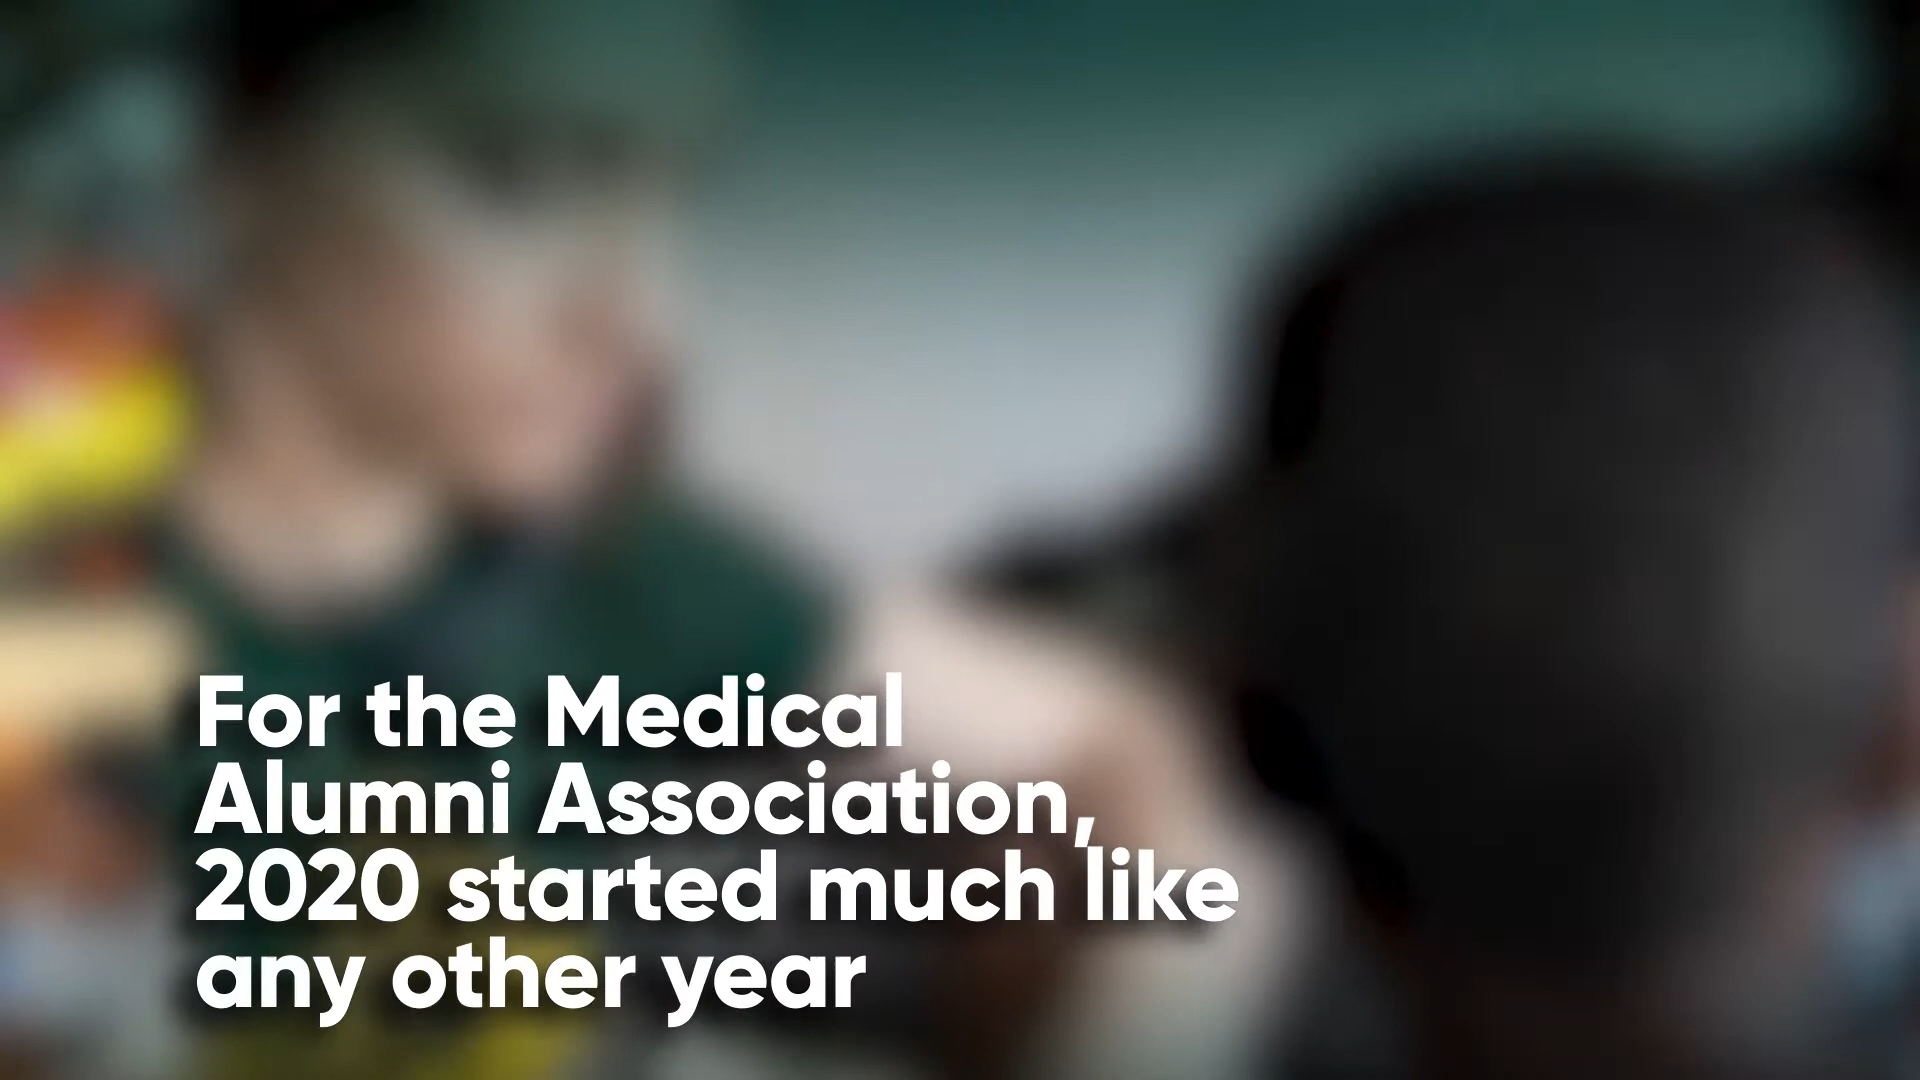 For the Medical
Alumni Association,
2020 started much like
any other year